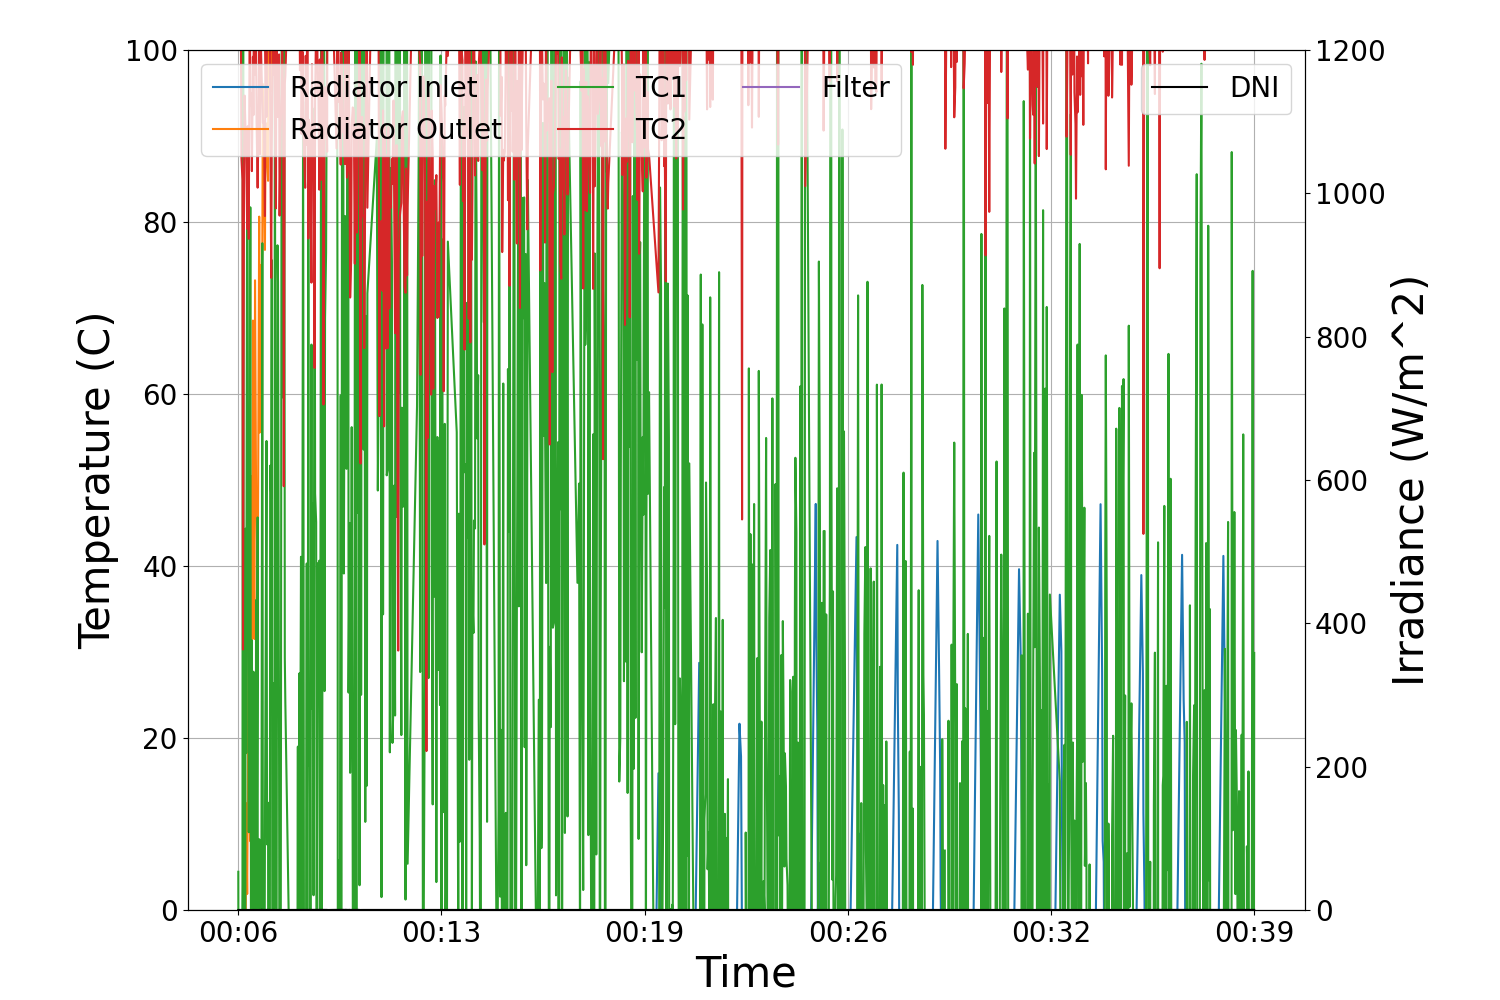 100
80
60
40
20
0
Temperature (C)
Radiator Inlet
Radiator Outlet
TC1
TC2
Filter
DNI
1200
1000
800
600
400
200
0
Irradiance (W/m^2)
00:06 00:13 00:19 00:26 00:32 00:39
Time